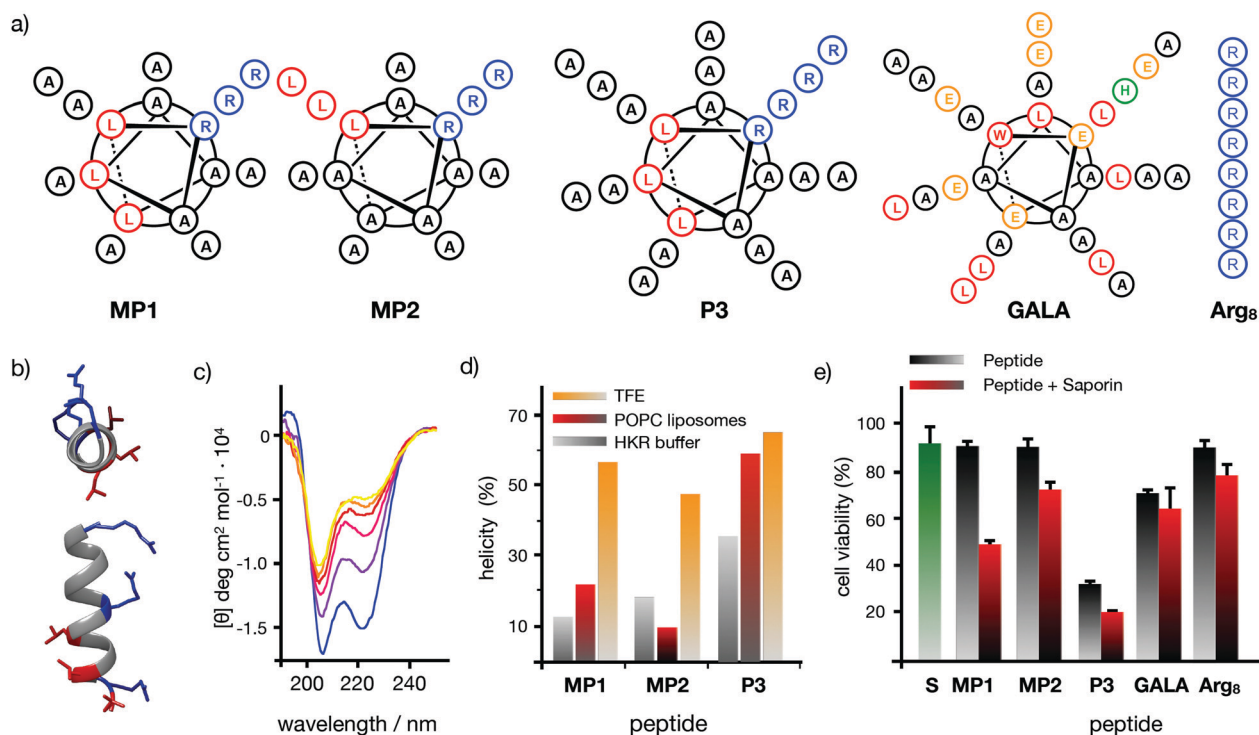 a)
A
R
A
R
A
A
R
L
R
A
L
A
A
A
L
A
A
A
MP1
A
R
L
R
L
A
R
L
R
A
A
A
A
A
A
A
A
A
MP2
A
R
A
R
A
R
L
R
A
A
L
A
A
A
L
A
A
A
A
A
P3
E
A
E
E
A
A
H
E
A
L
A
L
W
E
A
A
L
A
A
E
A
L
E
A
A
A
L
L
L
A
GALA
R
R
R
R
R
R
R
R
R
Arg8
b)
c)
0
-0.5
-1.0
-1.5
[θ] deg cm2 mol-1 · 104
200 220 240
wavelength / nm
d)
TFE
POPC liposomes
HKR buffer
70
50
30
10
helicity (%)
MP1 MP2 P3
peptide
e)
Peptide
Peptide + Saporin
100
80
60
40
20
cell viability (%)
S MP1 MP2 P3 GALA Arg8
peptide